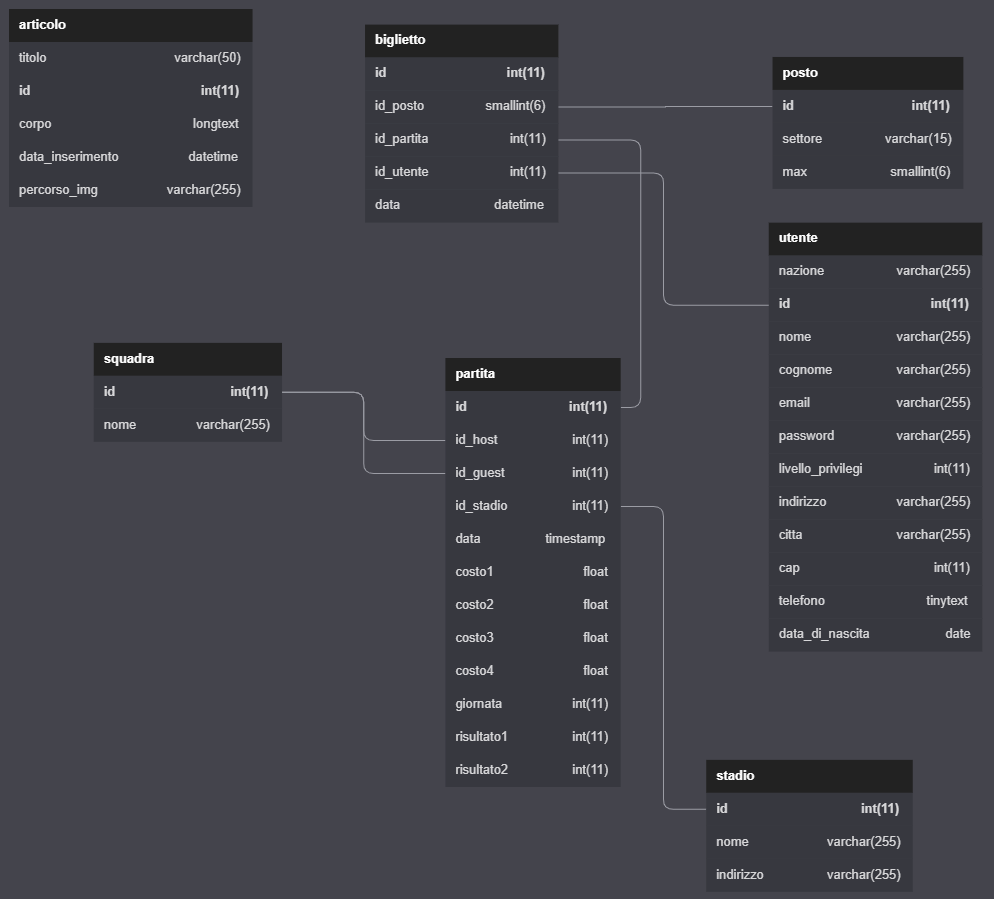 articolo
titolo varchar(50)
id int(11)
corpo longtext
data_inserimento datetime
percorso_img varchar(255)
biglietto
id int(11)
id_posto smallint(6)
id_partita int(11)
id_utente int(11)
data datetime
posto
id int(11)
settore varchar(15)
max smallint(6)
utente
nazione varchar(255)
id int(11)
nome varchar(255)
cognome varchar(255)
email varchar(255)
password varchar(255)
livello_privilegi int(11)
indirizzo varchar(255)
citta varchar(255)
cap int(11)
telefono tinytext
data_di_nascita date
squadra
id int(11)
nome varchar(255)
partita
id int(11)
id_host int(11)
id_guest int(11)
id_stadio int(11)
data timestamp
costo1 float
costo2 float
costo3 float
costo4 float
giornata int(11)
risultato1 int(11)
risultato2 int(11)
stadio
id int(11)
nome varchar(255)
indirizzo varchar(255)